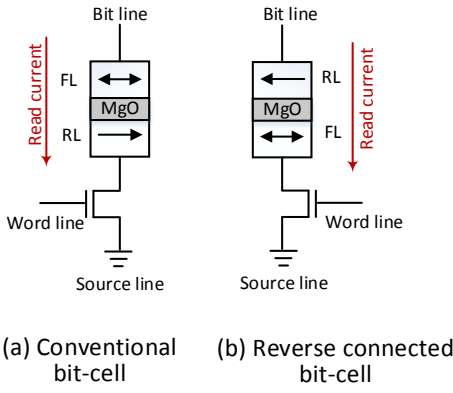 Bit line
Read current
FL
MgO
RL
Word line
Source line
(a) Conventional
bit-cell
Bit line
RL
MgO
FL
Read current
Word line
Source line
(b) Reverse connected
bit-cell